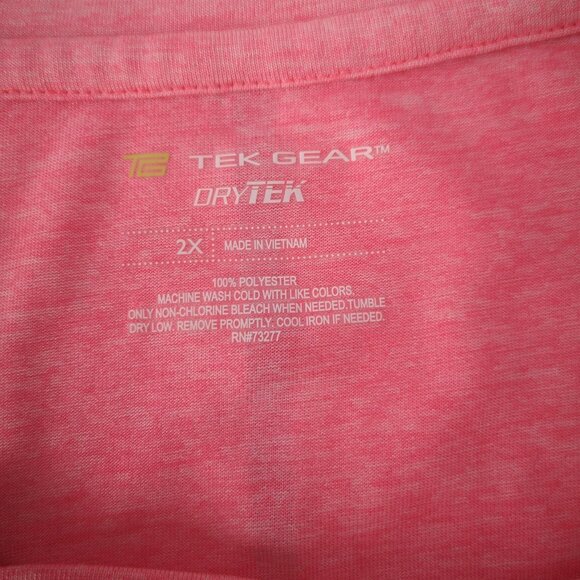 TG TEK GEAR™
DRYTEK
2X MADE IN VIETNAM
100% POLYESTER
MACHINE WASH COLD WITH LIKE COLORS.
ONLY NON-CHLORINE BLEACH WHEN NEEDED.TUMBLE
DRY LOW. REMOVE PROMPTLY. COOL IRON IF NEEDED.
RN#73277